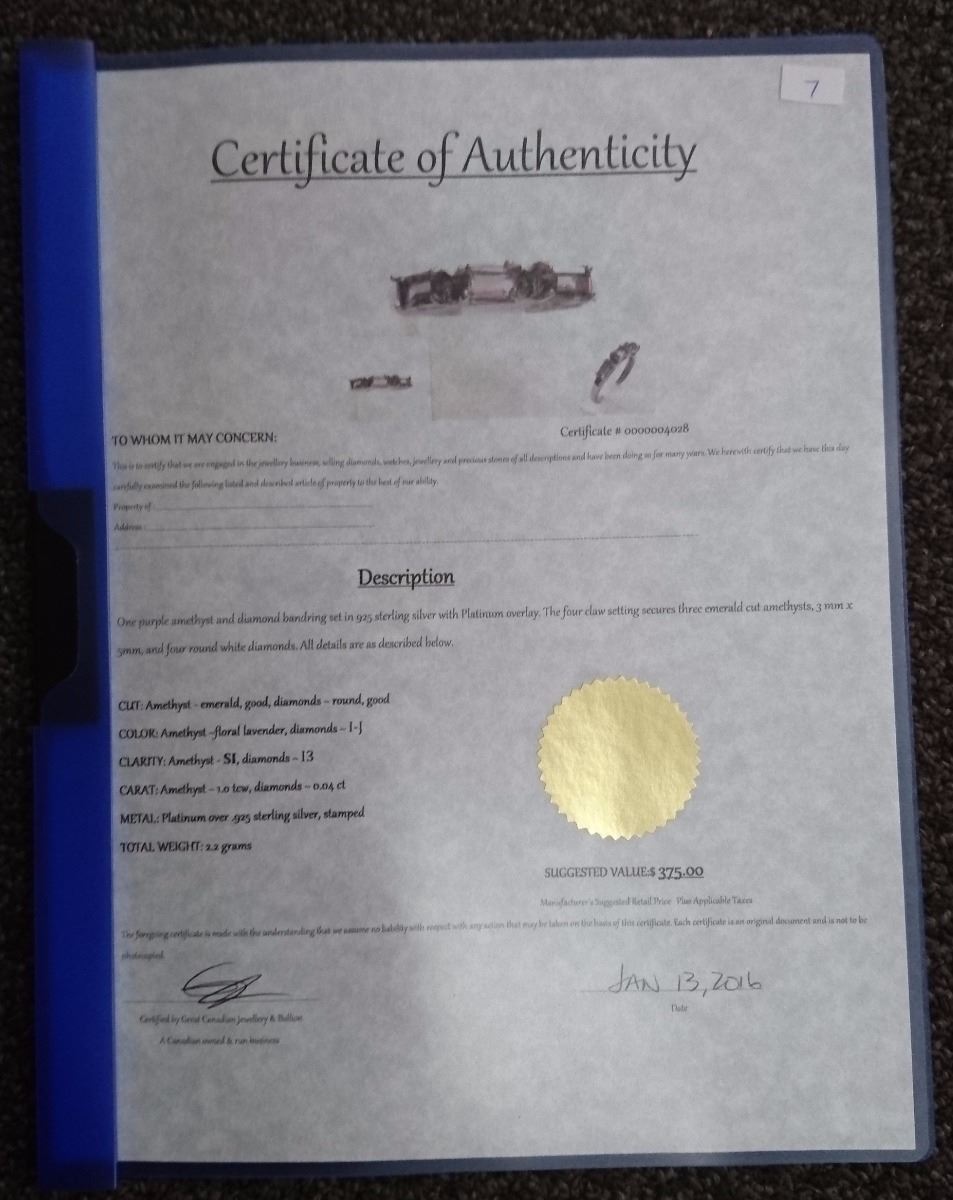 7
Certificate of Authenticity
Certificate # 0000004028
TO WHOM IT MAY CONCERN:
This is to certify that we are engaged in the jewellery business, selling diamonds, watches, jewellery and precious stones of all descriptions and have been doing so for many years. We herewith certify that we have this day
carefully examined the following listed and described article of property to the best of our ability.
Property of
Address
Description
One purple amethyst and diamond bandring set in 925 sterling silver with Platinum overlay. The four claw setting secures three emerald cut amethysts, 3 mm x
5mm, and four round white diamonds. All details are as described below.
CUT: Amethyst - emerald, good, diamonds – round, good
COLOR: Amethyst –floral lavender, diamonds – I-J
CLARITY: Amethyst - SI, diamonds – I3
CARAT: Amethyst – 1.0 tcw, diamonds – 0.04 ct
METAL: Platinum over .925 sterling silver, stamped
TOTAL WEIGHT: 2.2 grams
SUGGESTED VALUE:$ 375.00
Manufacturer's Suggested Retail Price Plus Applicable Taxes
The foregoing certificate is made with the understanding that we assume no liability with respect with any action that may be taken on the basis of this certificate. Each certificate is an original document and is not to be
photocopied.
JAN 13, 2016
Date
Certified by Great Canadian Jewellery & Bullion
A Canadian owned & run business